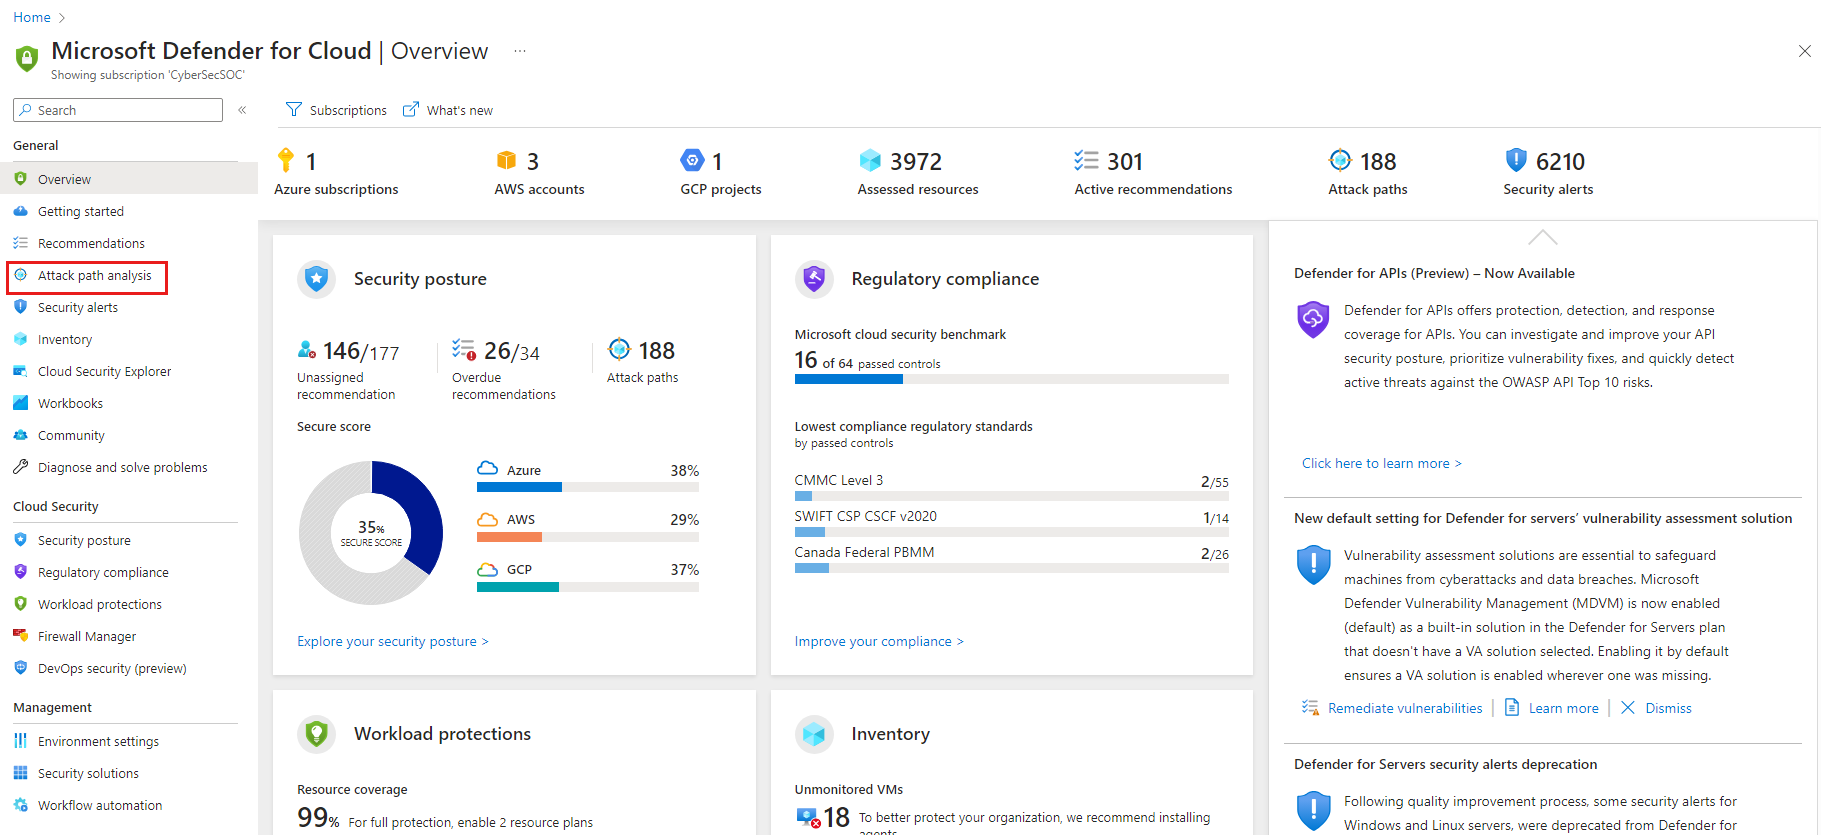 Home
Microsoft Defender for Cloud | Overview ...
Showing subscription 'CyberSecSOC'
Search
«
General
Overview
Getting started
Recommendations
Attack path analysis
Security alerts
Inventory
Cloud Security Explorer
Workbooks
Community
Diagnose and solve problems
Cloud Security
Security posture
Regulatory compliance
Workload protections
Firewall Manager
DevOps security (preview)
Management
Environment settings
Security solutions
Workflow automation
Subscriptions
What's new
1
Azure subscriptions
3
AWS accounts
1
GCP projects
3972
Assessed resources
301
Active recommendations
188
Attack paths
6210
Security alerts
Security posture
146/177
Unassigned
recommendation
26/34
Overdue
recommendations
188
Attack paths
Secure score
35%
SECURE SCORE
Azure 38%
AWS 29%
GCP 37%
Explore your security posture >
Regulatory compliance
Microsoft cloud security benchmark
16 of 64 passed controls
Lowest compliance regulatory standards
by passed controls
CMMC Level 3 2/55
SWIFT CSP CSCF v2020 1/14
Canada Federal PBMM 2/26
Improve your compliance >
Workload protections
Resource coverage
99% For full protection, enable 2 resource plans
Inventory
Unmonitored VMs
18 To better protect your organization, we recommend installing
agents
Defender for APIs (Preview) – Now Available
Defender for APIs offers protection, detection, and response
coverage for APIs. You can investigate and improve your API
security posture, prioritize vulnerability fixes, and quickly detect
active threats against the OWASP API Top 10 risks.
Click here to learn more >
New default setting for Defender for servers’ vulnerability assessment solution
Vulnerability assessment solutions are essential to safeguard
machines from cyberattacks and data breaches. Microsoft
Defender Vulnerability Management (MDVM) is now enabled
(default) as a built-in solution in the Defender for Servers plan
that doesn't have a VA solution selected. Enabling it by default
ensures a VA solution is enabled wherever one was missing.
Remediate vulnerabilities | Learn more | Dismiss
Defender for Servers security alerts deprecation
Following quality improvement process, some security alerts for
Windows and Linux servers, were deprecated from Defender for